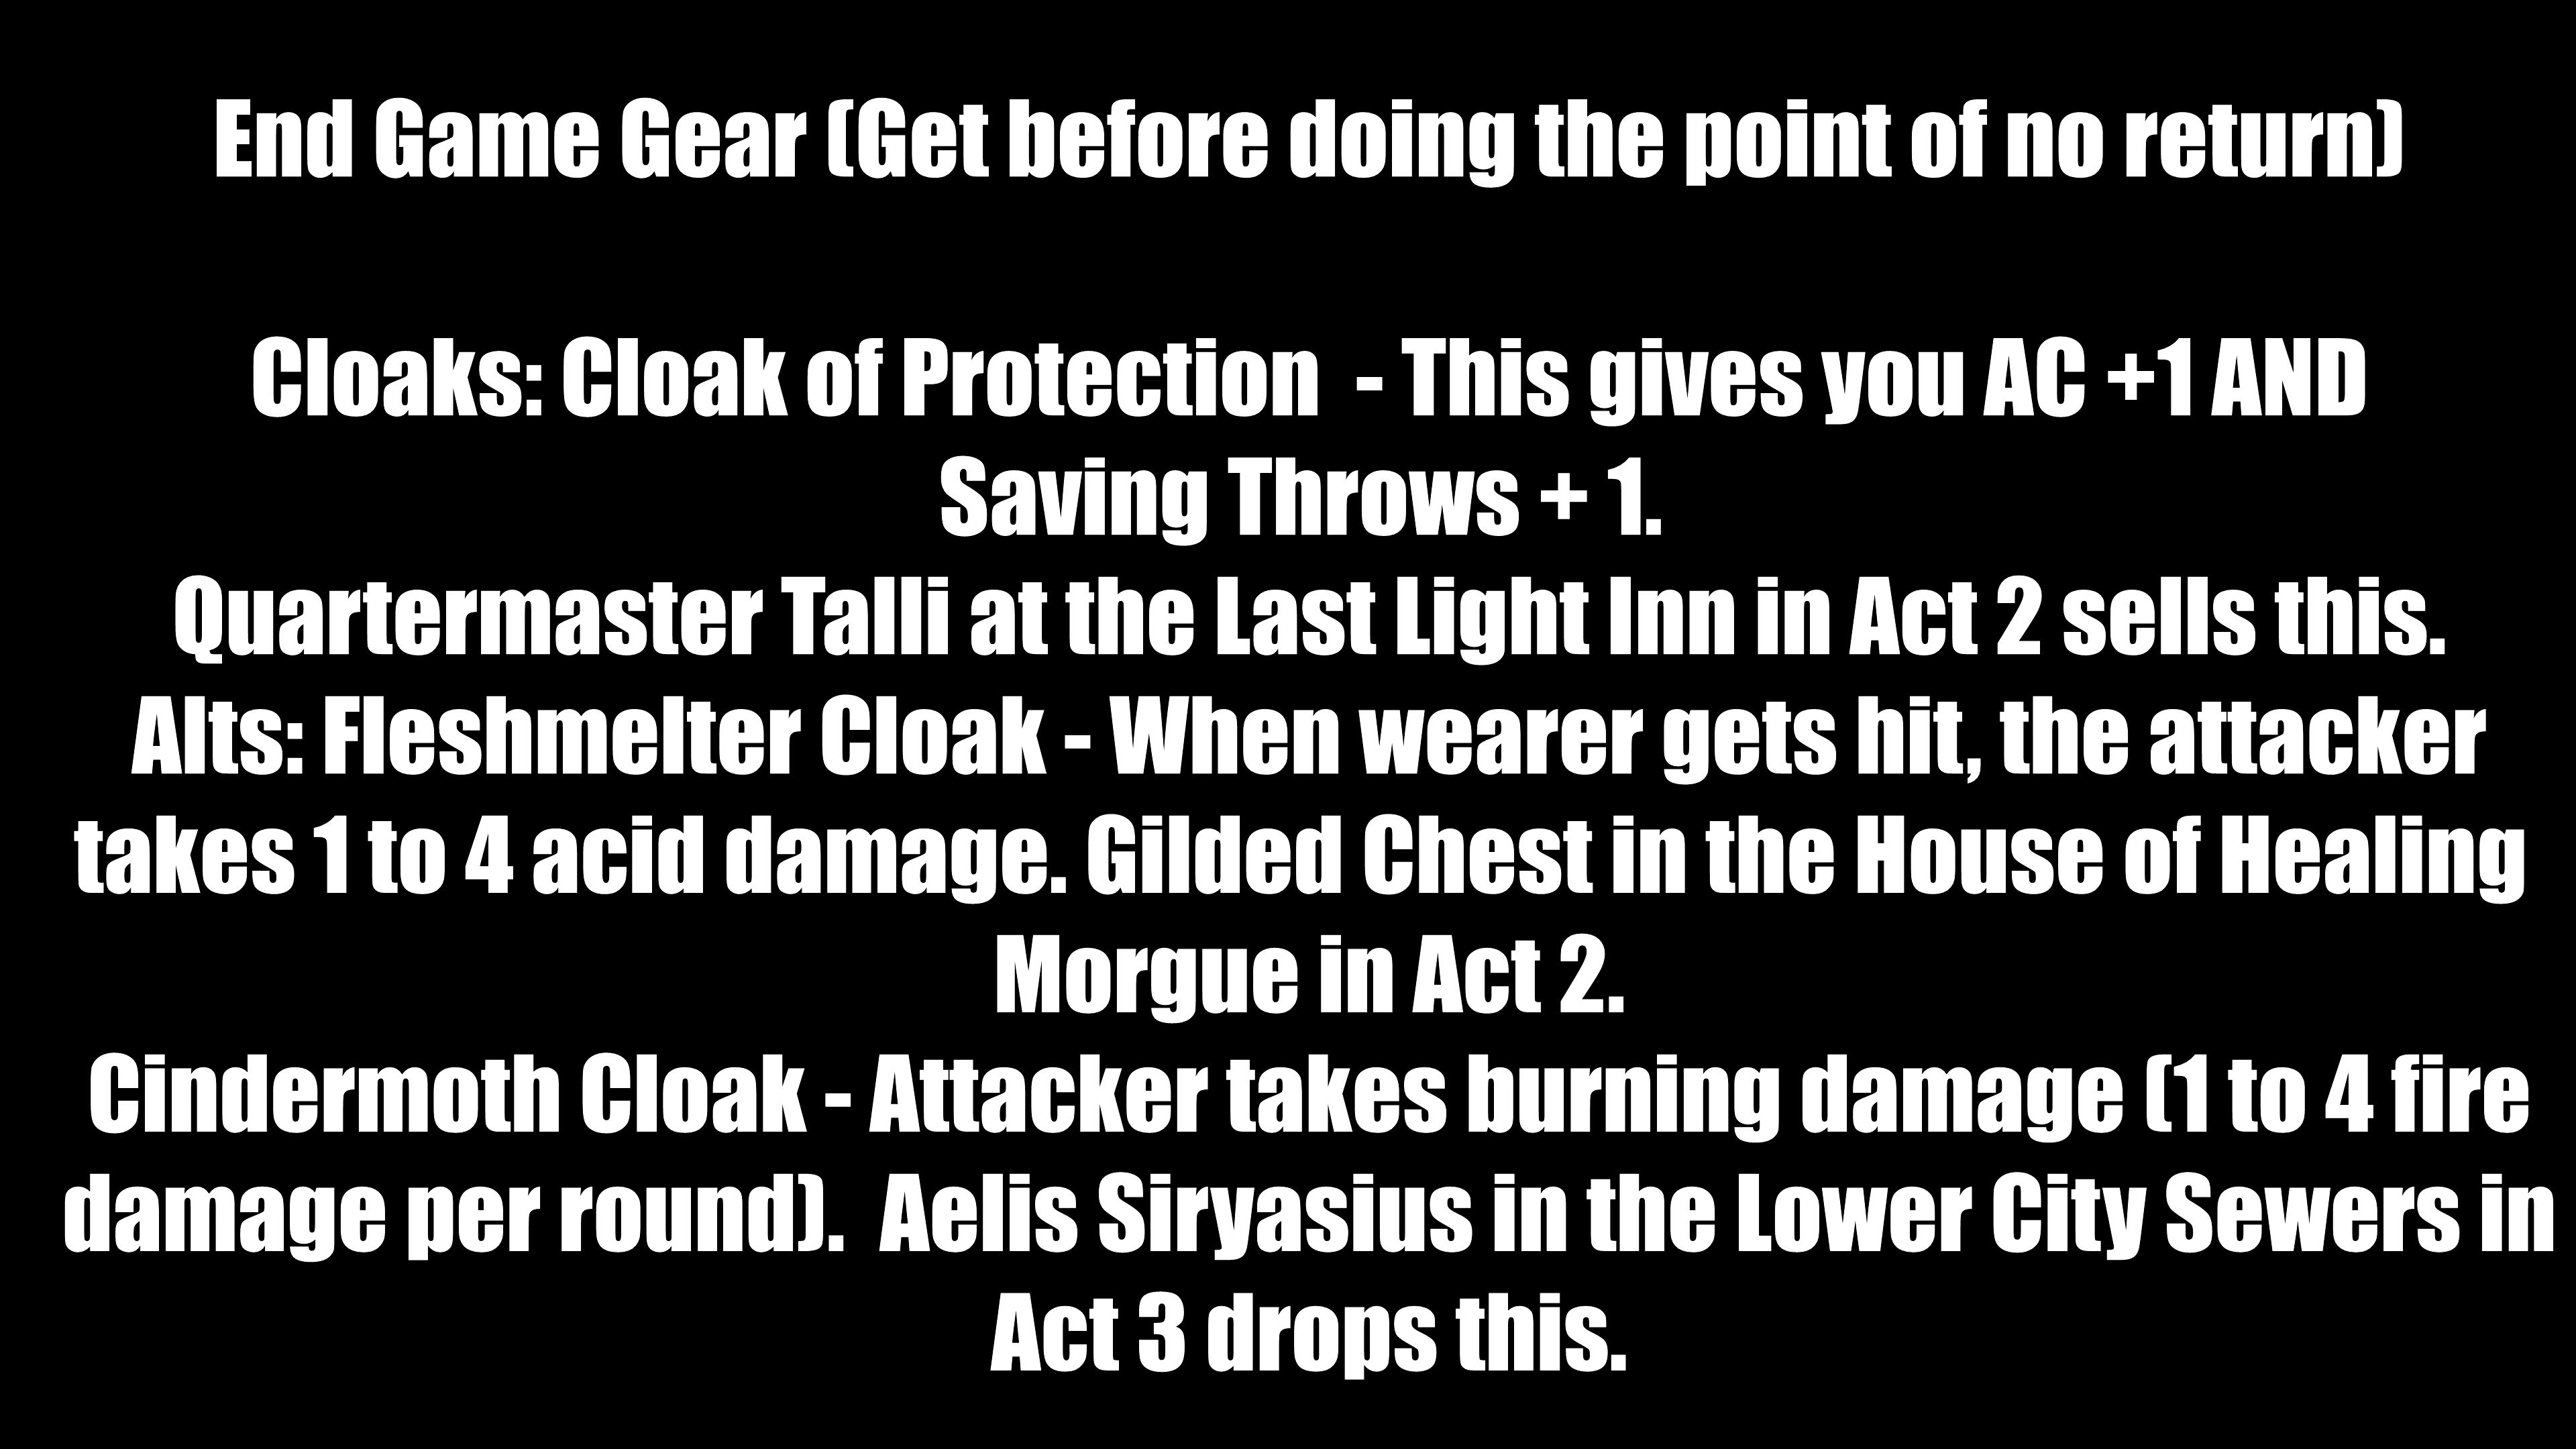 End Game Gear (Get before doing the point of no return)
Cloaks: Cloak of Protection  - This gives you AC +1 AND
Saving Throws + 1.
Quartermaster Talli at the Last Light Inn in Act 2 sells this.
Alts: Fleshmelter Cloak - When wearer gets hit, the attacker
takes 1 to 4 acid damage. Gilded Chest in the House of Healing
Morgue in Act 2.
Cindermoth Cloak - Attacker takes burning damage (1 to 4 fire
damage per round).  Aelis Siryasius in the Lower City Sewers in
Act 3 drops this.